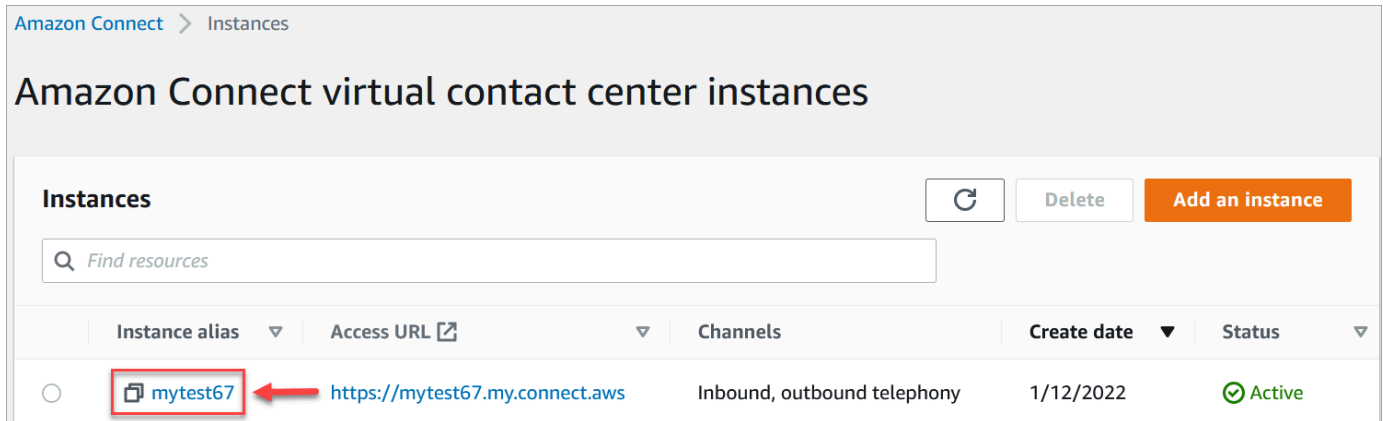 Amazon Connect > Instances
Amazon Connect virtual contact center instances
Instances
Delete
Add an instance
Find resources
Instance alias Access URL Channels Create date Status
mytest67 https://mytest67.my.connect.aws Inbound, outbound telephony 1/12/2022 Active